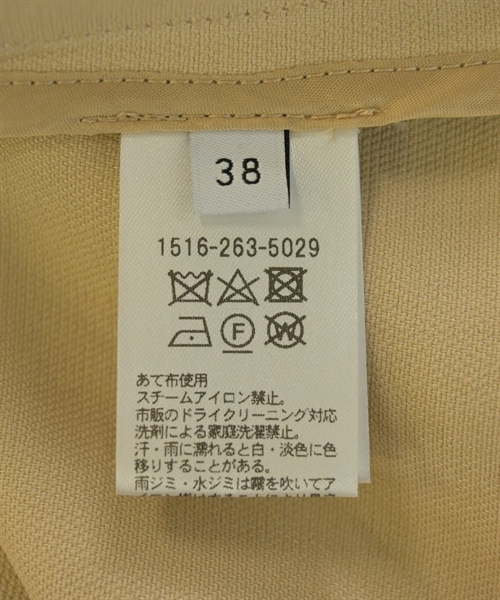 38
1516-263-5029
F
W
あて布使用
スチームアイロン禁止。
市販のドライクリーニング対応
洗剤による家庭洗濯禁止。
汗・雨に濡れると白・淡色に色
移りすることがある。
雨ジミ・水ジミは霧を吹いてア